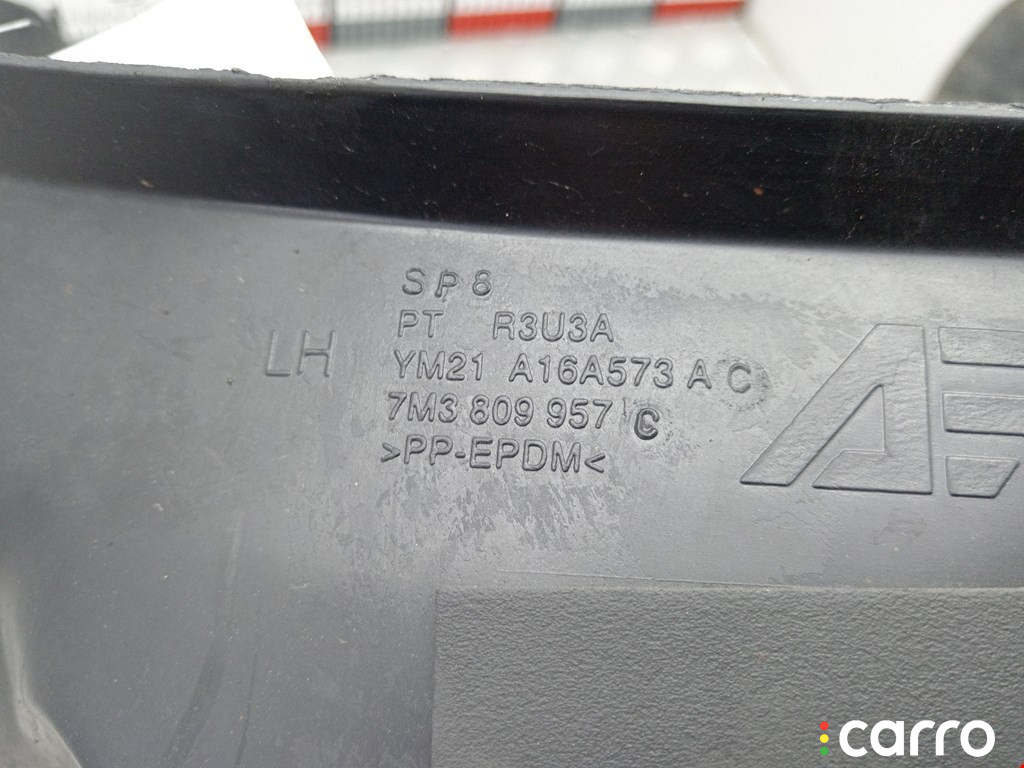 SP8
PT R3U3A
LH
YM21 A16A573 AC
7M3 809 957 C
>PP-EPDM<
carro